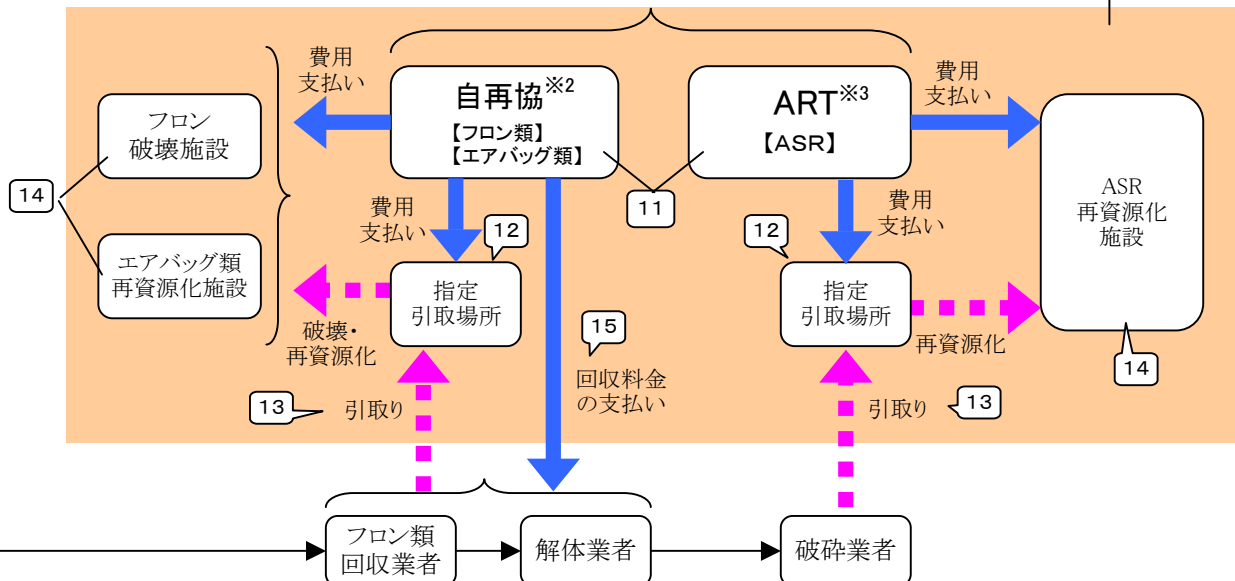 費用
支払い
自再協※2
【フロン類】
【エアバッグ類】
ART※3
【ASR】
費用
支払い
フロン
破壊施設
14
エアバッグ類
再資源化施設
11
ASR
再資源化
施設
費用
支払い
12
費用
支払い
12
指定
引取場所
指定
引取場所
破壊・
再資源化
15
回収料金
の支払い
再資源化
14
13
引取り
引取り
13
フロン類
回収業者
解体業者
破砕業者